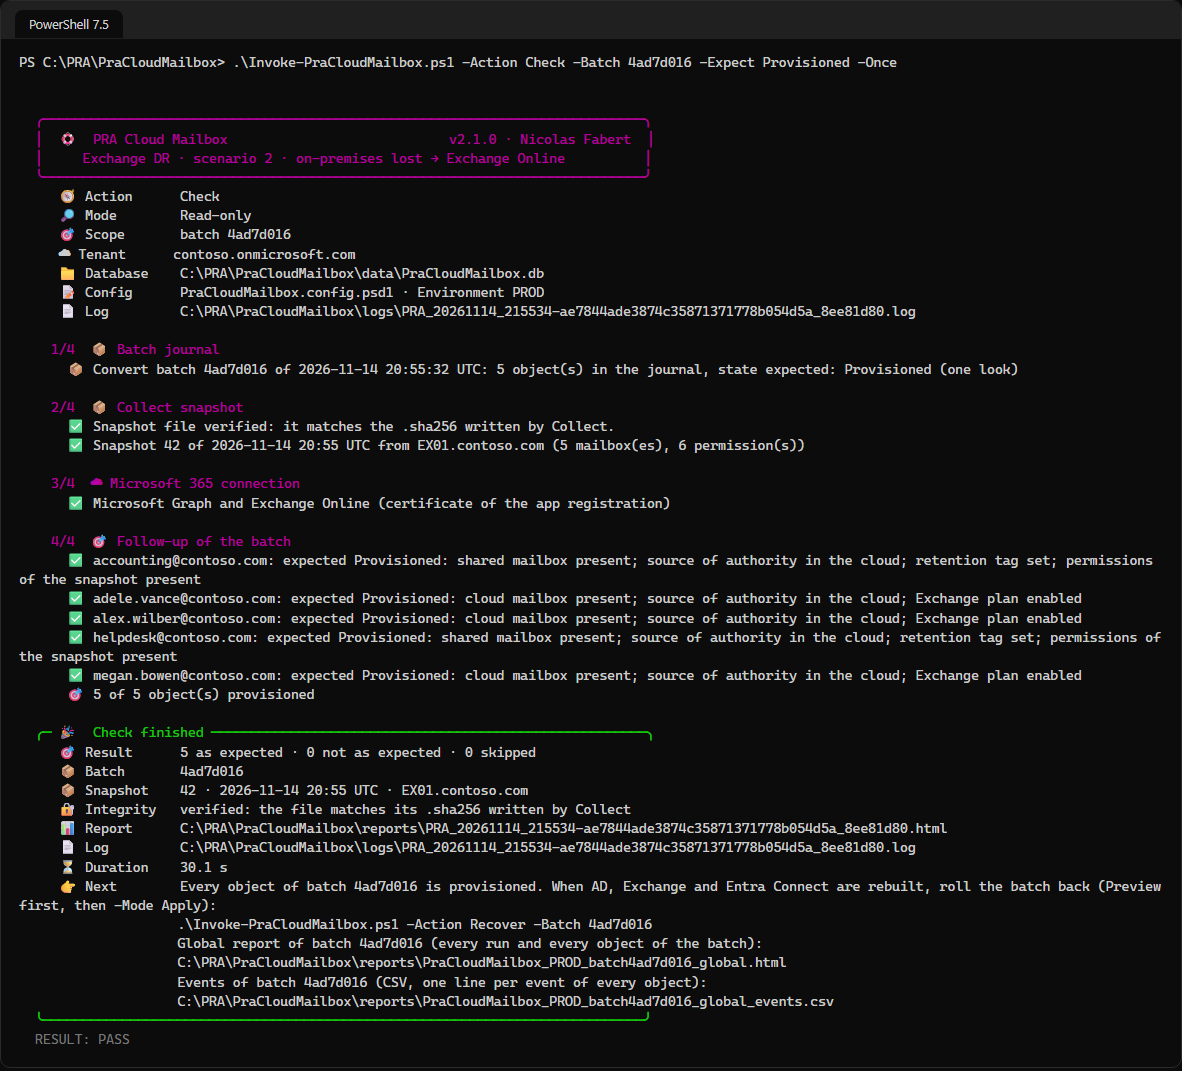 PowerShell 7.5
PS C:\PRA\PraCloudMailbox> .\Invoke-PraCloudMailbox.ps1 -Action Check -Batch 4ad7d016 -Expect Provisioned -Once
PRA Cloud Mailbox v2.1.0 · Nicolas Fabert
Exchange DR · scenario 2 · on-premises lost → Exchange Online
Action Check
Mode Read-only
Scope batch 4ad7d016
Tenant contoso.onmicrosoft.com
Database C:\PRA\PraCloudMailbox\data\PraCloudMailbox.db
Config PraCloudMailbox.config.psd1 · Environment PROD
Log C:\PRA\PraCloudMailbox\logs\PRA_20261114_215534-ae7844ade3874c35871371778b054d5a_8ee81d80.log
1/4 Batch journal
Convert batch 4ad7d016 of 2026-11-14 20:55:32 UTC: 5 object(s) in the journal, state expected: Provisioned (one look)
2/4 Collect snapshot
Snapshot file verified: it matches the .sha256 written by Collect.
Snapshot 42 of 2026-11-14 20:55 UTC from EX01.contoso.com (5 mailbox(es), 6 permission(s))
3/4 Microsoft 365 connection
Microsoft Graph and Exchange Online (certificate of the app registration)
4/4 Follow-up of the batch
accounting@contoso.com: expected Provisioned: shared mailbox present; source of authority in the cloud; retention tag set; permissions
of the snapshot present
adele.vance@contoso.com: expected Provisioned: cloud mailbox present; source of authority in the cloud; Exchange plan enabled
alex.wilber@contoso.com: expected Provisioned: cloud mailbox present; source of authority in the cloud; Exchange plan enabled
helpdesk@contoso.com: expected Provisioned: shared mailbox present; source of authority in the cloud; retention tag set; permissions of
the snapshot present
megan.bowen@contoso.com: expected Provisioned: cloud mailbox present; source of authority in the cloud; Exchange plan enabled
5 of 5 object(s) provisioned
Check finished
Result 5 as expected · 0 not as expected · 0 skipped
Batch 4ad7d016
Snapshot 42 · 2026-11-14 20:55 UTC · EX01.contoso.com
Integrity verified: the file matches its .sha256 written by Collect
Report C:\PRA\PraCloudMailbox\reports\PRA_20261114_215534-ae7844ade3874c35871371778b054d5a_8ee81d80.html
Log C:\PRA\PraCloudMailbox\logs\PRA_20261114_215534-ae7844ade3874c35871371778b054d5a_8ee81d80.log
Duration 30.1 s
Next Every object of batch 4ad7d016 is provisioned. When AD, Exchange and Entra Connect are rebuilt, roll the batch back (Preview
first, then -Mode Apply):
.\Invoke-PraCloudMailbox.ps1 -Action Recover -Batch 4ad7d016
Global report of batch 4ad7d016 (every run and every object of the batch):
C:\PRA\PraCloudMailbox\reports\PraCloudMailbox_PROD_batch4ad7d016_global.html
Events of batch 4ad7d016 (CSV, one line per event of every object):
C:\PRA\PraCloudMailbox\reports\PraCloudMailbox_PROD_batch4ad7d016_global_events.csv
RESULT: PASS